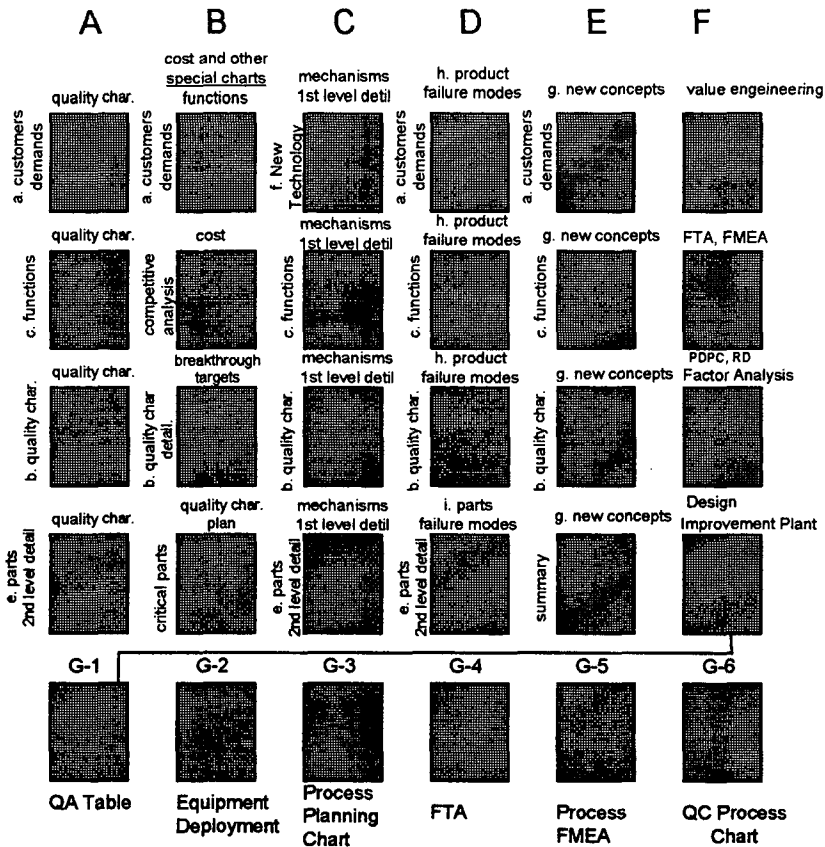 A B C D E F
cost and other
special charts
functions
quality char.
mechanisms
1st level detil
h. product
failure modes
g. new concepts
value engeineering
a. customers
demands
a. customers
demands
f. New
Technology
a. customers
demands
a. customers
demands
quality char.
cost
mechanisms
1st level detil
h. product
failure modes
g. new concepts
FTA, FMEA
c. functions
competitive
analysis
c. functions
c. functions
c. functions
quality char.
breakthrough
targets
mechanisms
1st level detil
h. product
failure modes
g. new concepts
PDPC, RD
Factor Analysis
b. quality char.
b. quality char
detail.
b. quality char.
b. quality char.
b. quality char.
quality char.
quality char.
plan
mechanisms
1st level detil
i. parts
failure modes
g. new concepts
Design
Improvement Plant
e. parts
2nd level detail
critical parts
e. parts
2nd level detail
e. parts
2nd level detail
summary
G-1 G-2 G-3 G-4 G-5 G-6
QA Table
Equipment
Deployment
Process
Planning
Chart
FTA
Process
FMEA
QC Process
Chart